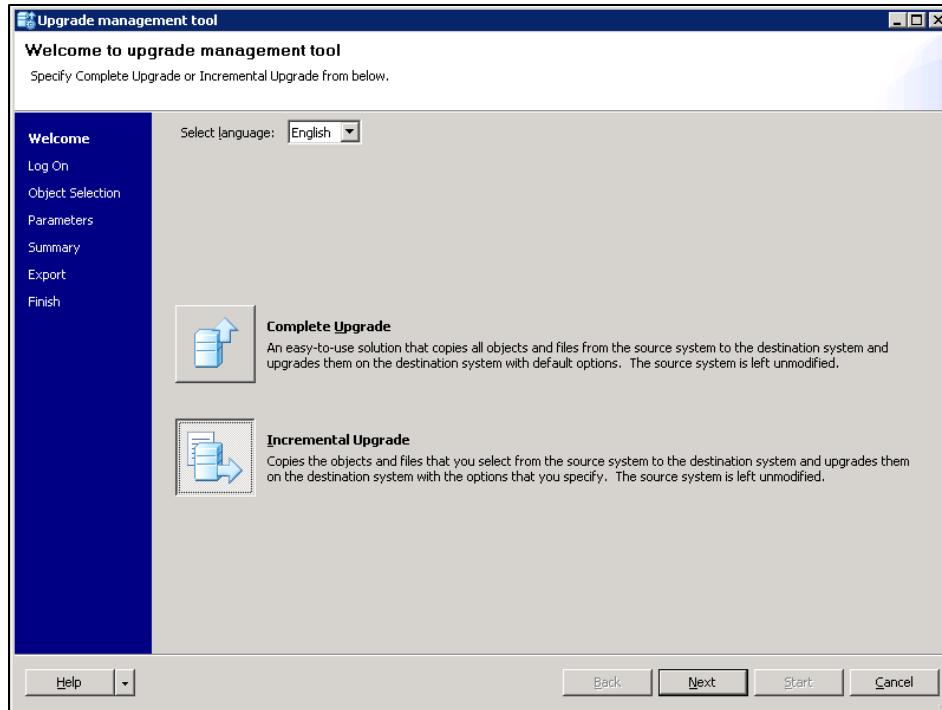 Upgrade management tool
Welcome to upgrade management tool
Specify Complete Upgrade or Incremental Upgrade from below.
Welcome
Log On
Object Selection
Parameters
Summary
Export
Finish
Select language: English
Complete Upgrade
An easy-to-use solution that copies all objects and files from the source system to the destination system and
upgrades them on the destination system with default options. The source system is left unmodified.
Incremental Upgrade
Copies the objects and files that you select from the source system to the destination system and upgrades them
on the destination system with the options that you specify. The source system is left unmodified.
Help
Back
Next
Start
Cancel